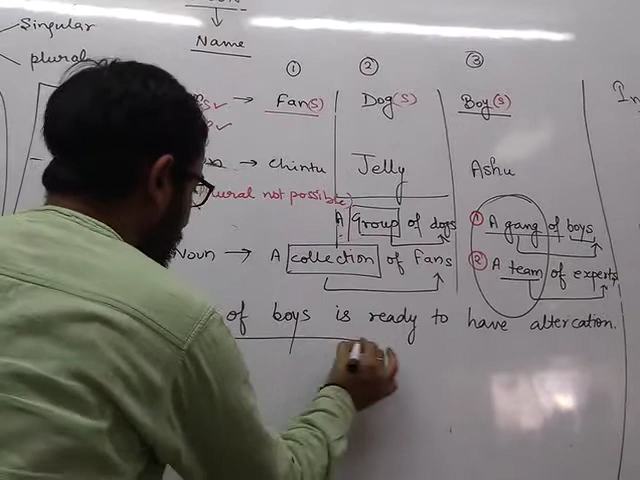 Singular
plural
Name
① ② ③
s✓ → Fan(s) Dog(s) Boy(s)
✓
→ Chintu Jelly Ashu
plural not possible)
A group of dogs ① A gang of boys
Noun → A collection of Fans ② A team of experts
of boys is ready to have altercation.